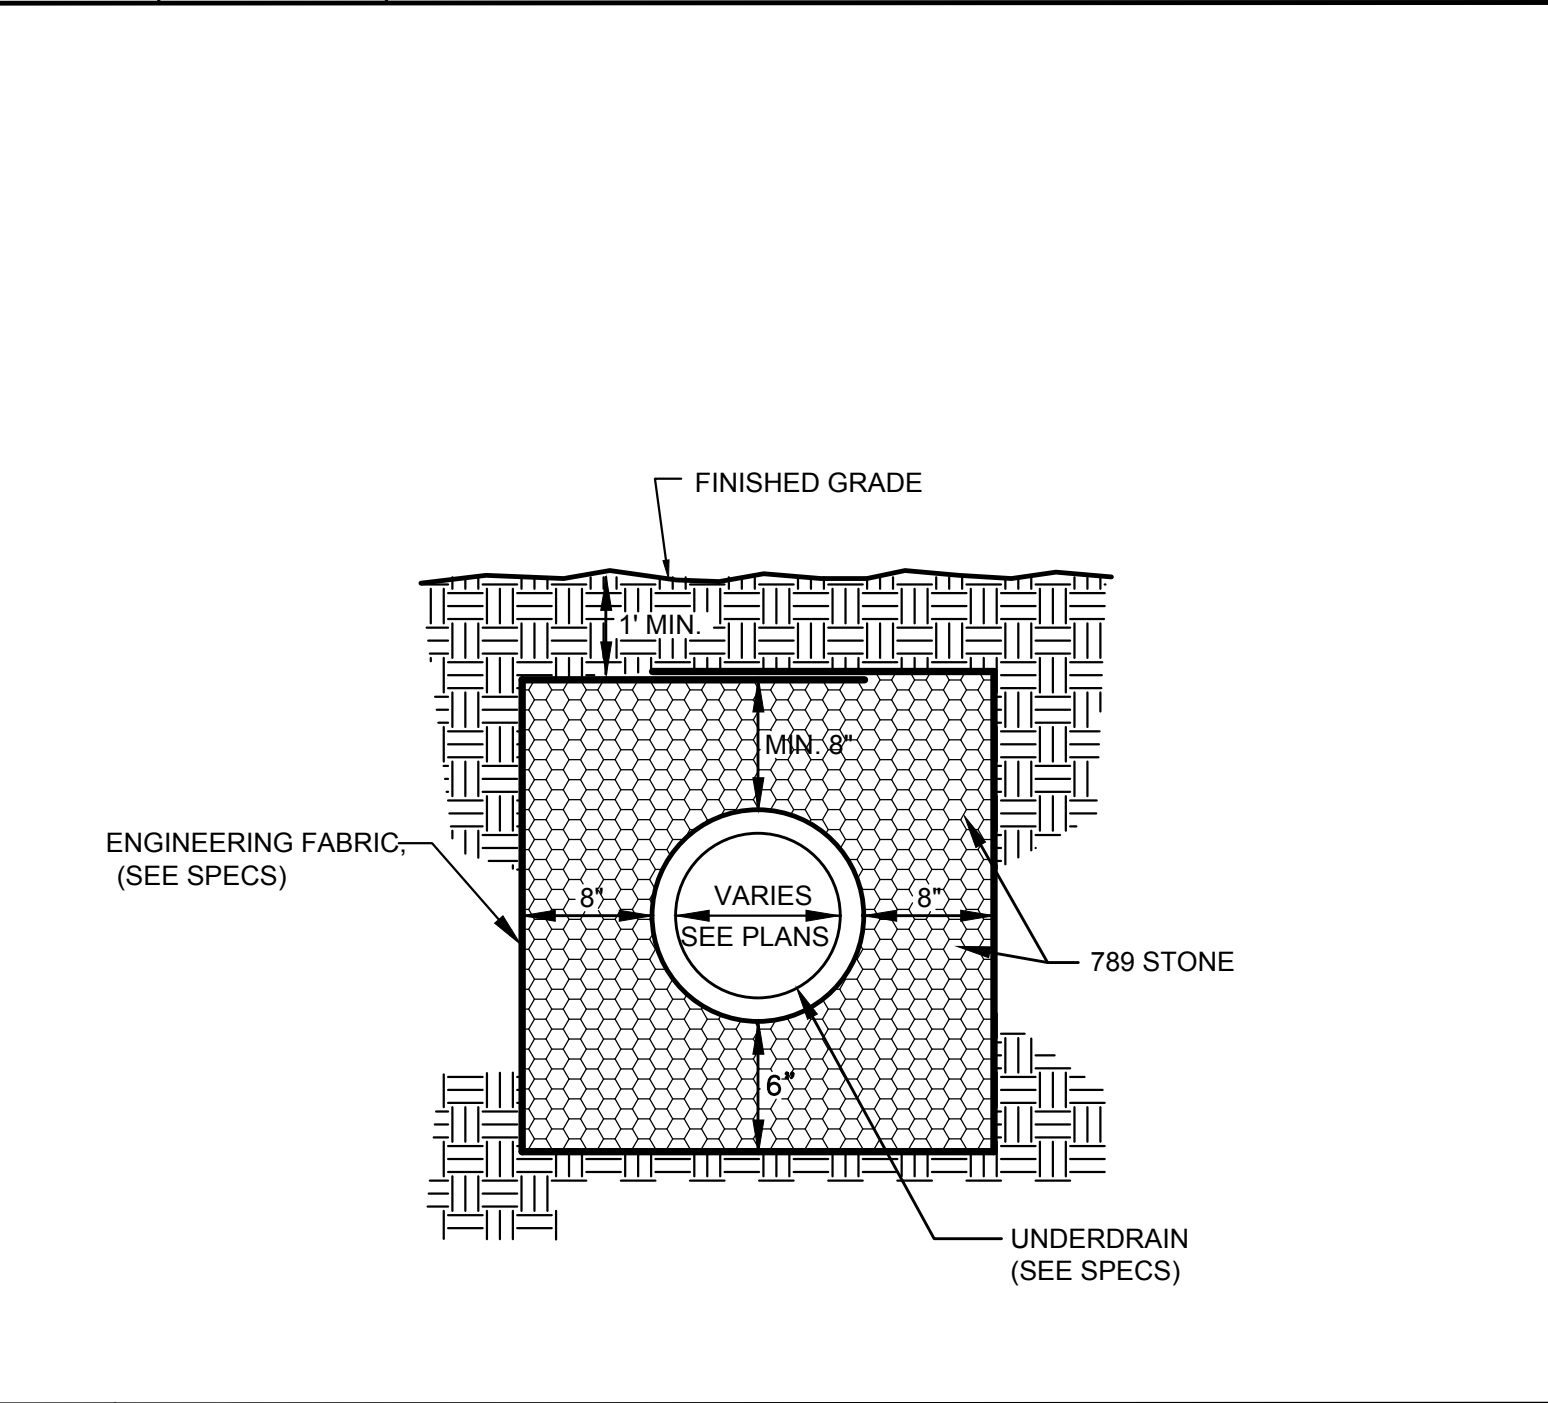 FINISHED GRADE
1' MIN.
MIN. 8"
ENGINEERING FABRIC,
(SEE SPECS)
8"
VARIES
8"
SEE PLANS
789 STONE
6"
UNDERDRAIN
(SEE SPECS)